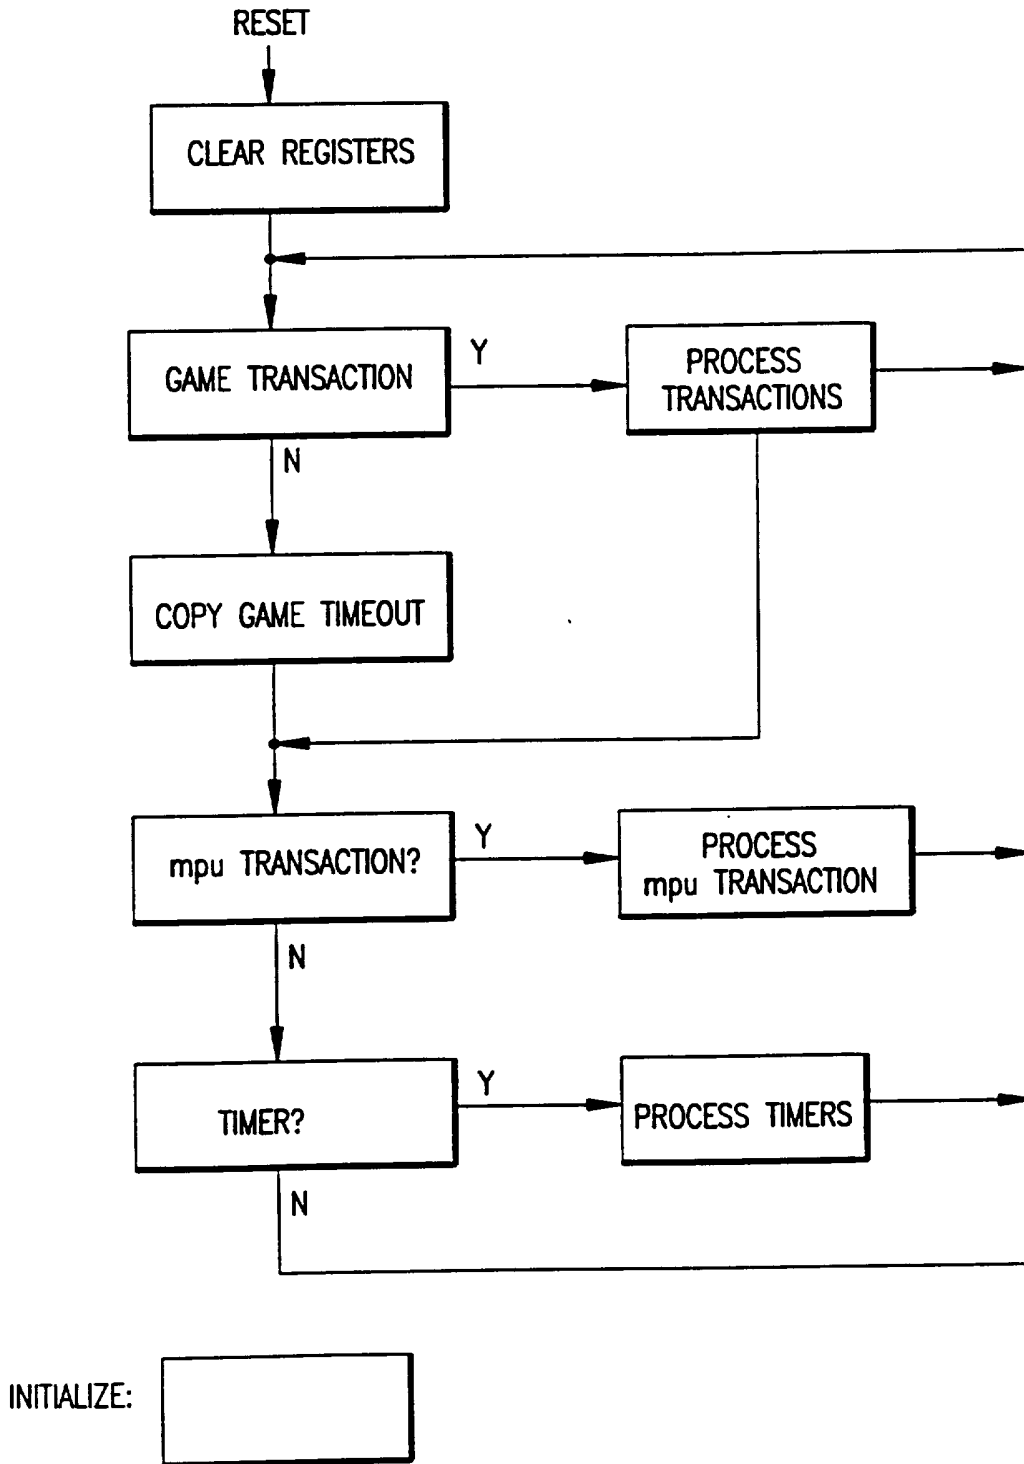 RESET
CLEAR REGISTERS
GAME TRANSACTION
Y
PROCESS
TRANSACTIONS
N
COPY GAME TIMEOUT
mpu TRANSACTION?
Y
PROCESS
mpu TRANSACTION
N
TIMER?
Y
PROCESS TIMERS
N
INITIALIZE: